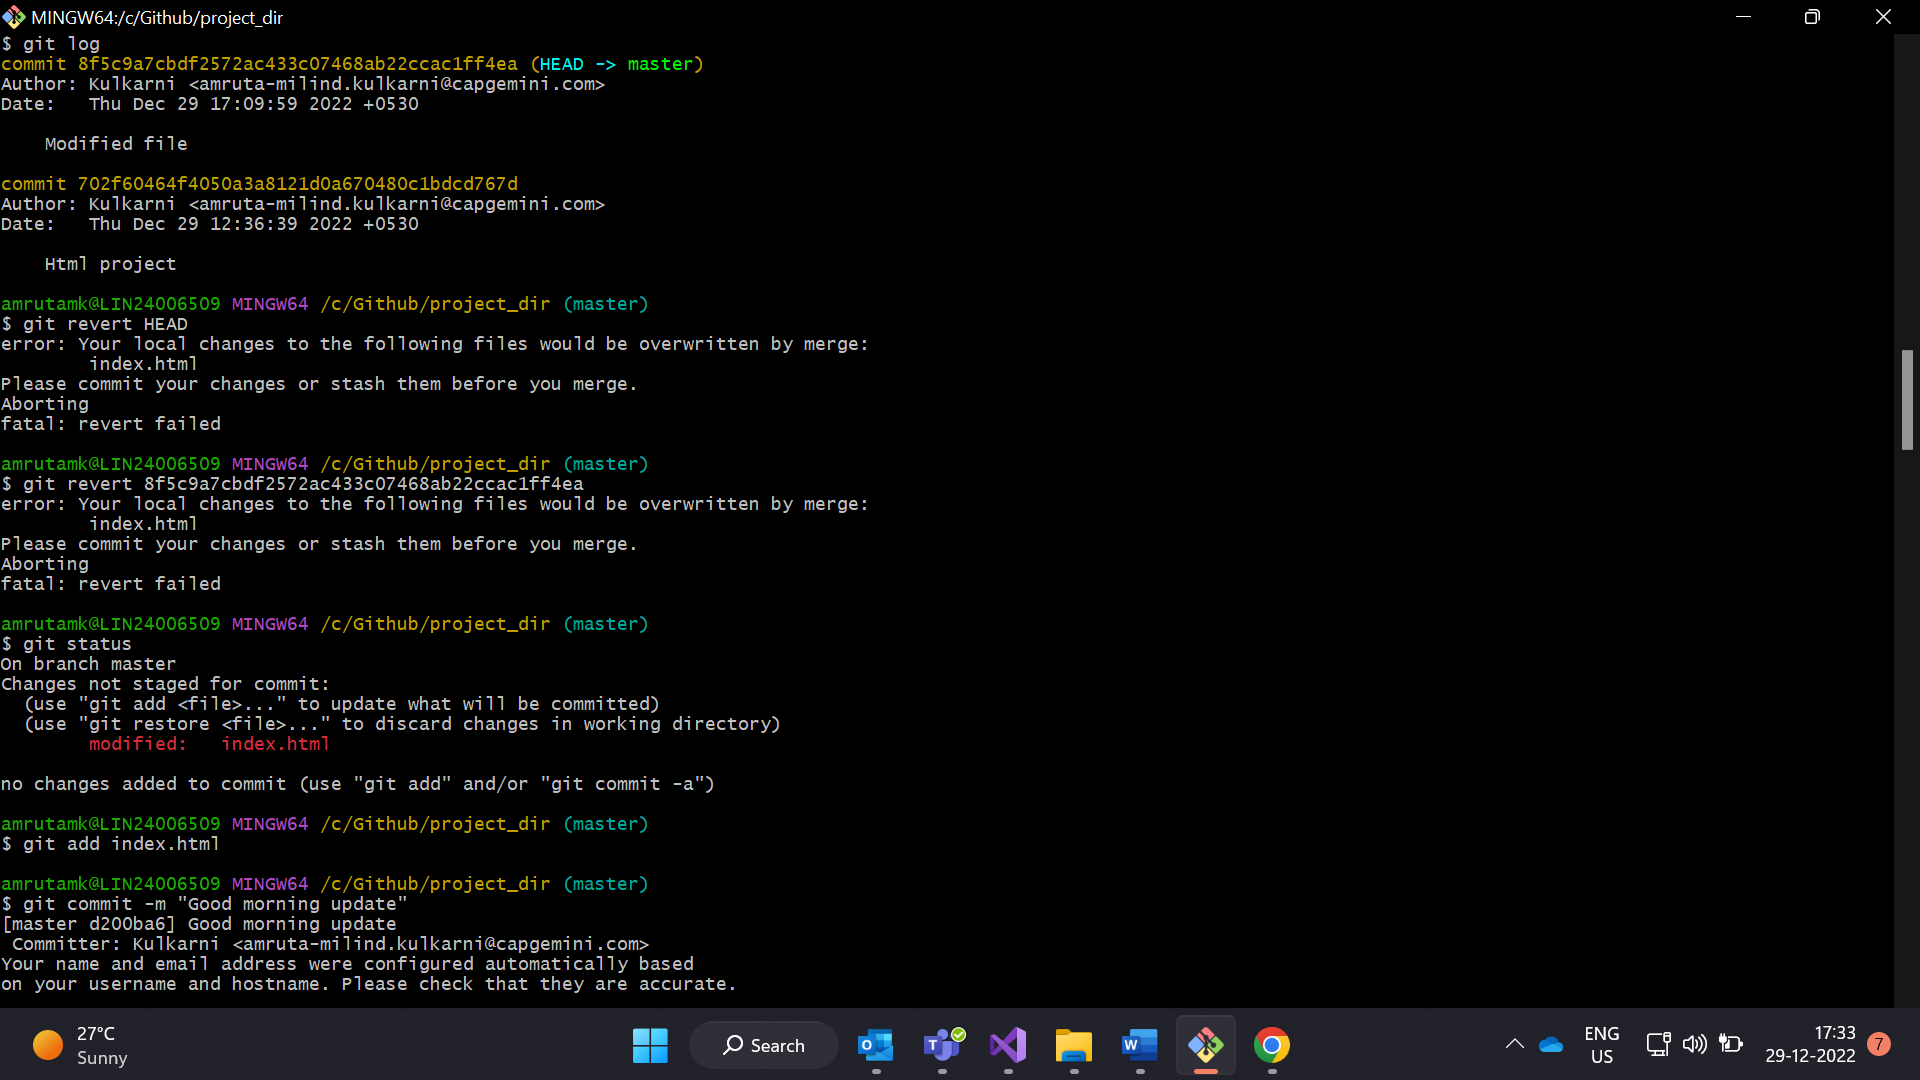 MINGW64:/c/Github/project_dir
$ git log
commit 8f5c9a7cbdf2572ac433c07468ab22ccac1ff4ea (HEAD -> master)
Author: Kulkarni <amruta-milind.kulkarni@capgemini.com>
Date:   Thu Dec 29 17:09:59 2022 +0530
    Modified file
commit 702f60464f4050a3a8121d0a670480c1bdcd767d
Author: Kulkarni <amruta-milind.kulkarni@capgemini.com>
Date:   Thu Dec 29 12:36:39 2022 +0530
    Html project
amrutamk@LIN24006509 MINGW64 /c/Github/project_dir (master)
$ git revert HEAD
error: Your local changes to the following files would be overwritten by merge:
        index.html
Please commit your changes or stash them before you merge.
Aborting
fatal: revert failed
amrutamk@LIN24006509 MINGW64 /c/Github/project_dir (master)
$ git revert 8f5c9a7cbdf2572ac433c07468ab22ccac1ff4ea
error: Your local changes to the following files would be overwritten by merge:
        index.html
Please commit your changes or stash them before you merge.
Aborting
fatal: revert failed
amrutamk@LIN24006509 MINGW64 /c/Github/project_dir (master)
$ git status
On branch master
Changes not staged for commit:
  (use "git add <file>..." to update what will be committed)
  (use "git restore <file>..." to discard changes in working directory)
        modified:   index.html
no changes added to commit (use "git add" and/or "git commit -a")
amrutamk@LIN24006509 MINGW64 /c/Github/project_dir (master)
$ git add index.html
amrutamk@LIN24006509 MINGW64 /c/Github/project_dir (master)
$ git commit -m "Good morning update"
[master d200ba6] Good morning update
 Committer: Kulkarni <amruta-milind.kulkarni@capgemini.com>
Your name and email address were configured automatically based
on your username and hostname. Please check that they are accurate.
27°C
Sunny
Search
ENG
US
17:33
29-12-2022
7